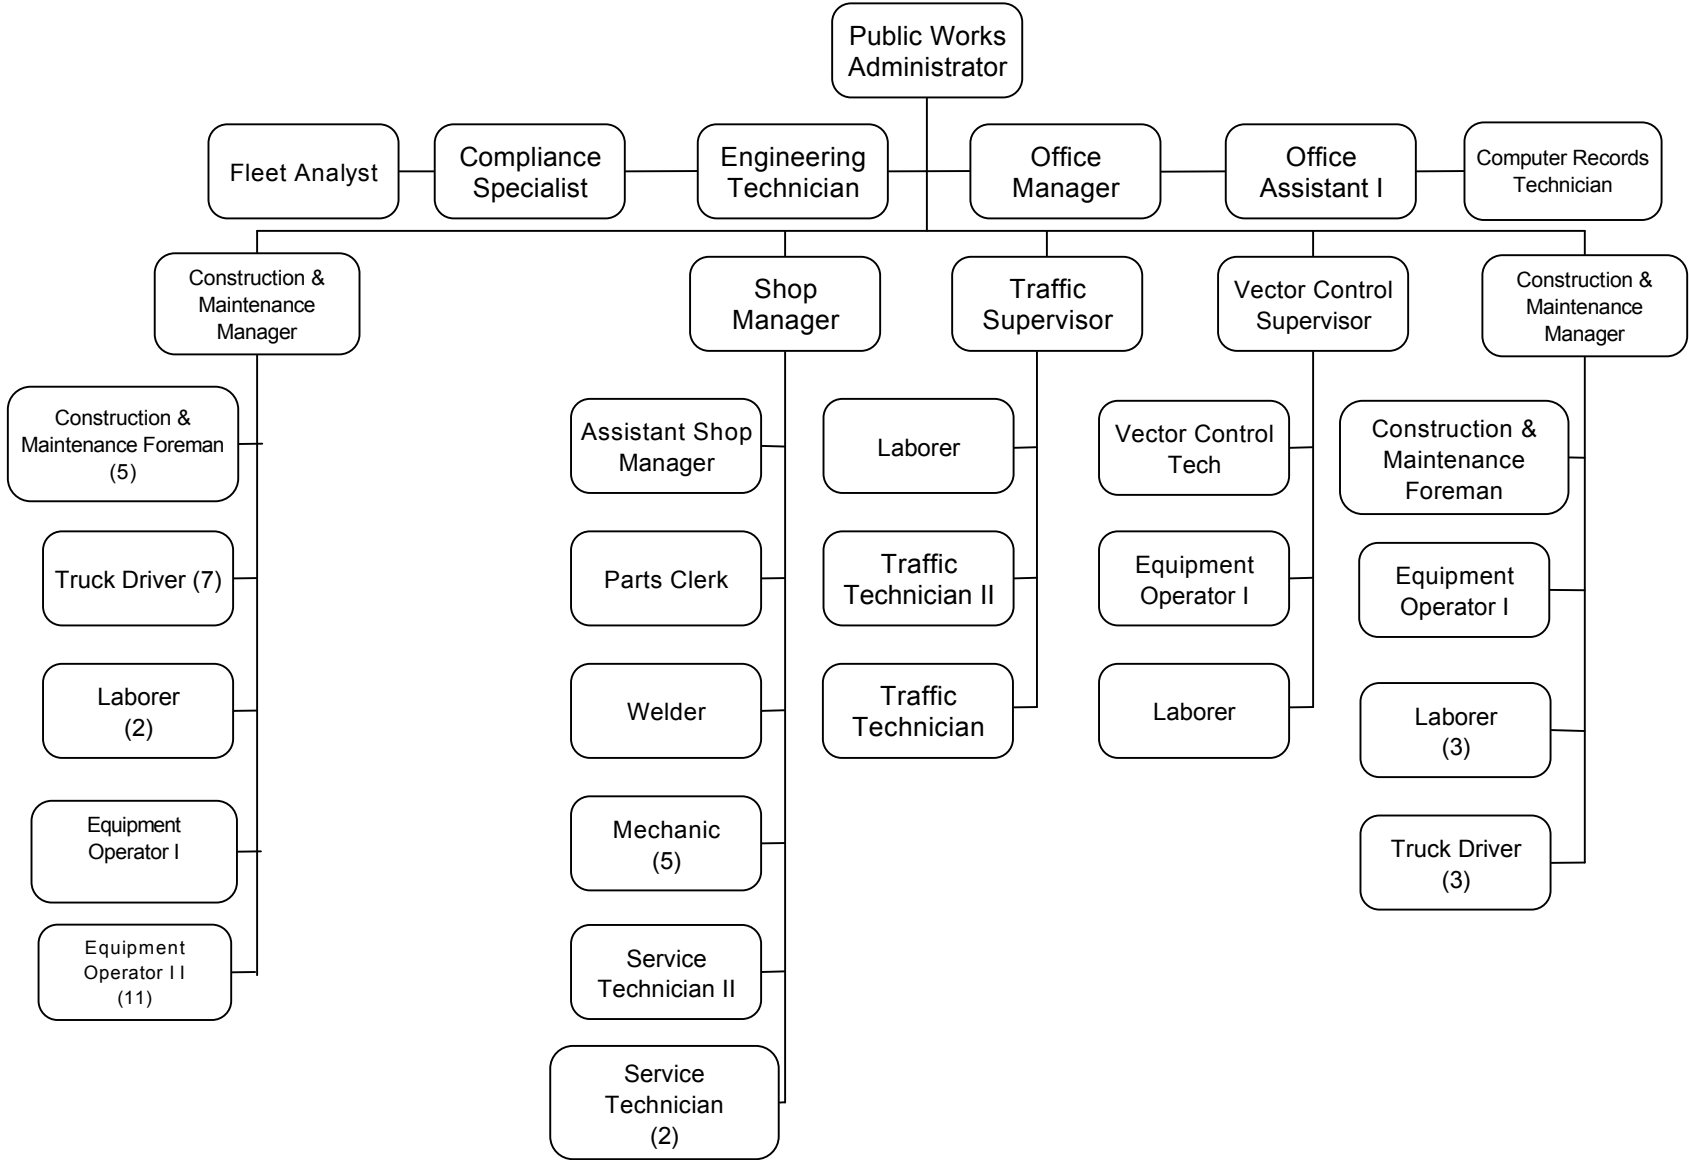 Public Works
Administrator
Fleet Analyst
Compliance
Specialist
Engineering
Technician
Office
Manager
Office
Assistant I
Computer Records
Technician
Construction &
Maintenance
Manager
Shop
Manager
Traffic
Supervisor
Vector Control
Supervisor
Construction &
Maintenance
Manager
Construction &
Maintenance Foreman
(5)
Truck Driver (7)
Laborer
(2)
Equipment
Operator I
Equipment
Operator I I
(11)
Assistant Shop
Manager
Parts Clerk
Welder
Mechanic
(5)
Service
Technician II
Service
Technician
(2)
Laborer
Traffic
Technician II
Traffic
Technician
Vector Control
Tech
Equipment
Operator I
Laborer
Construction &
Maintenance
Foreman
Equipment
Operator I
Laborer
(3)
Truck Driver
(3)